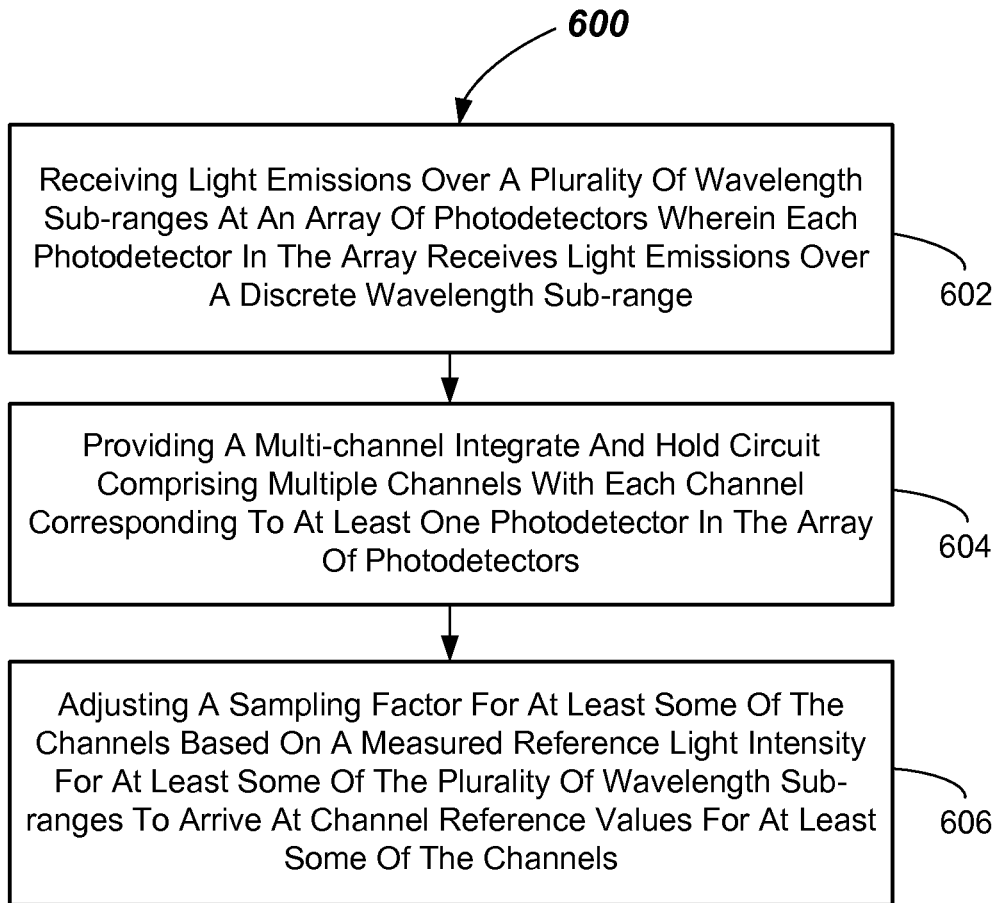 600
Receiving Light Emissions Over A Plurality Of Wavelength
Sub-ranges At An Array Of Photodetectors Wherein Each
Photodetector In The Array Receives Light Emissions Over
A Discrete Wavelength Sub-range
602
Providing A Multi-channel Integrate And Hold Circuit
Comprising Multiple Channels With Each Channel
Corresponding To At Least One Photodetector In The Array
Of Photodetectors
604
Adjusting A Sampling Factor For At Least Some Of The
Channels Based On A Measured Reference Light Intensity
For At Least Some Of The Plurality Of Wavelength Sub-
ranges To Arrive At Channel Reference Values For At Least
Some Of The Channels
606